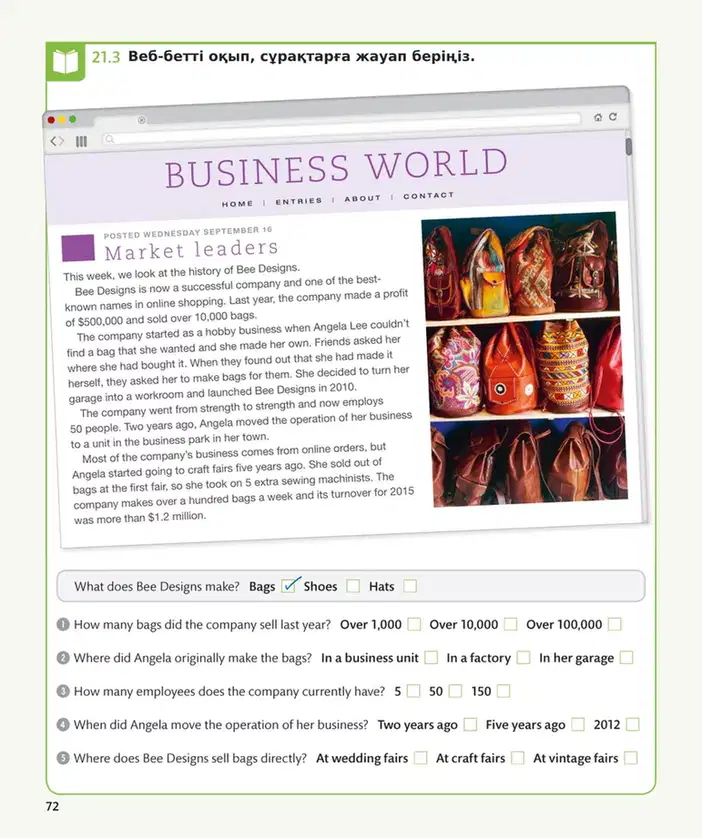 21.3 Веб-бетті оқып, сұрақтарға жауап беріңіз.
BUSINESS WORLD
HOME | ENTRIES | ABOUT | CONTACT
POSTED WEDNESDAY SEPTEMBER 16
Market leaders
This week, we look at the history of Bee Designs.
Bee Designs is now a successful company and one of the best-
known names in online shopping. Last year, the company made a profit
of $500,000 and sold over 10,000 bags.
The company started as a hobby business when Angela Lee couldn't
find a bag that she wanted and she made her own. Friends asked her
where she had bought it. When they found out that she had made it
herself, they asked her to make bags for them. She decided to turn her
garage into a workroom and launched Bee Designs in 2010.
The company went from strength to strength and now employs
50 people. Two years ago, Angela moved the operation of her business
to a unit in the business park in her town.
Most of the company's business comes from online orders, but
Angela started going to craft fairs five years ago. She sold out of
bags at the first fair, so she took on 5 extra sewing machinists. The
company makes over a hundred bags a week and its turnover for 2015
was more than $1.2 million.
What does Bee Designs make? Bags Shoes Hats
1 How many bags did the company sell last year? Over 1,000 Over 10,000 Over 100,000
2 Where did Angela originally make the bags? In a business unit In a factory In her garage
3 How many employees does the company currently have? 5 50 150
4 When did Angela move the operation of her business? Two years ago Five years ago 2012
5 Where does Bee Designs sell bags directly? At wedding fairs At craft fairs At vintage fairs
72